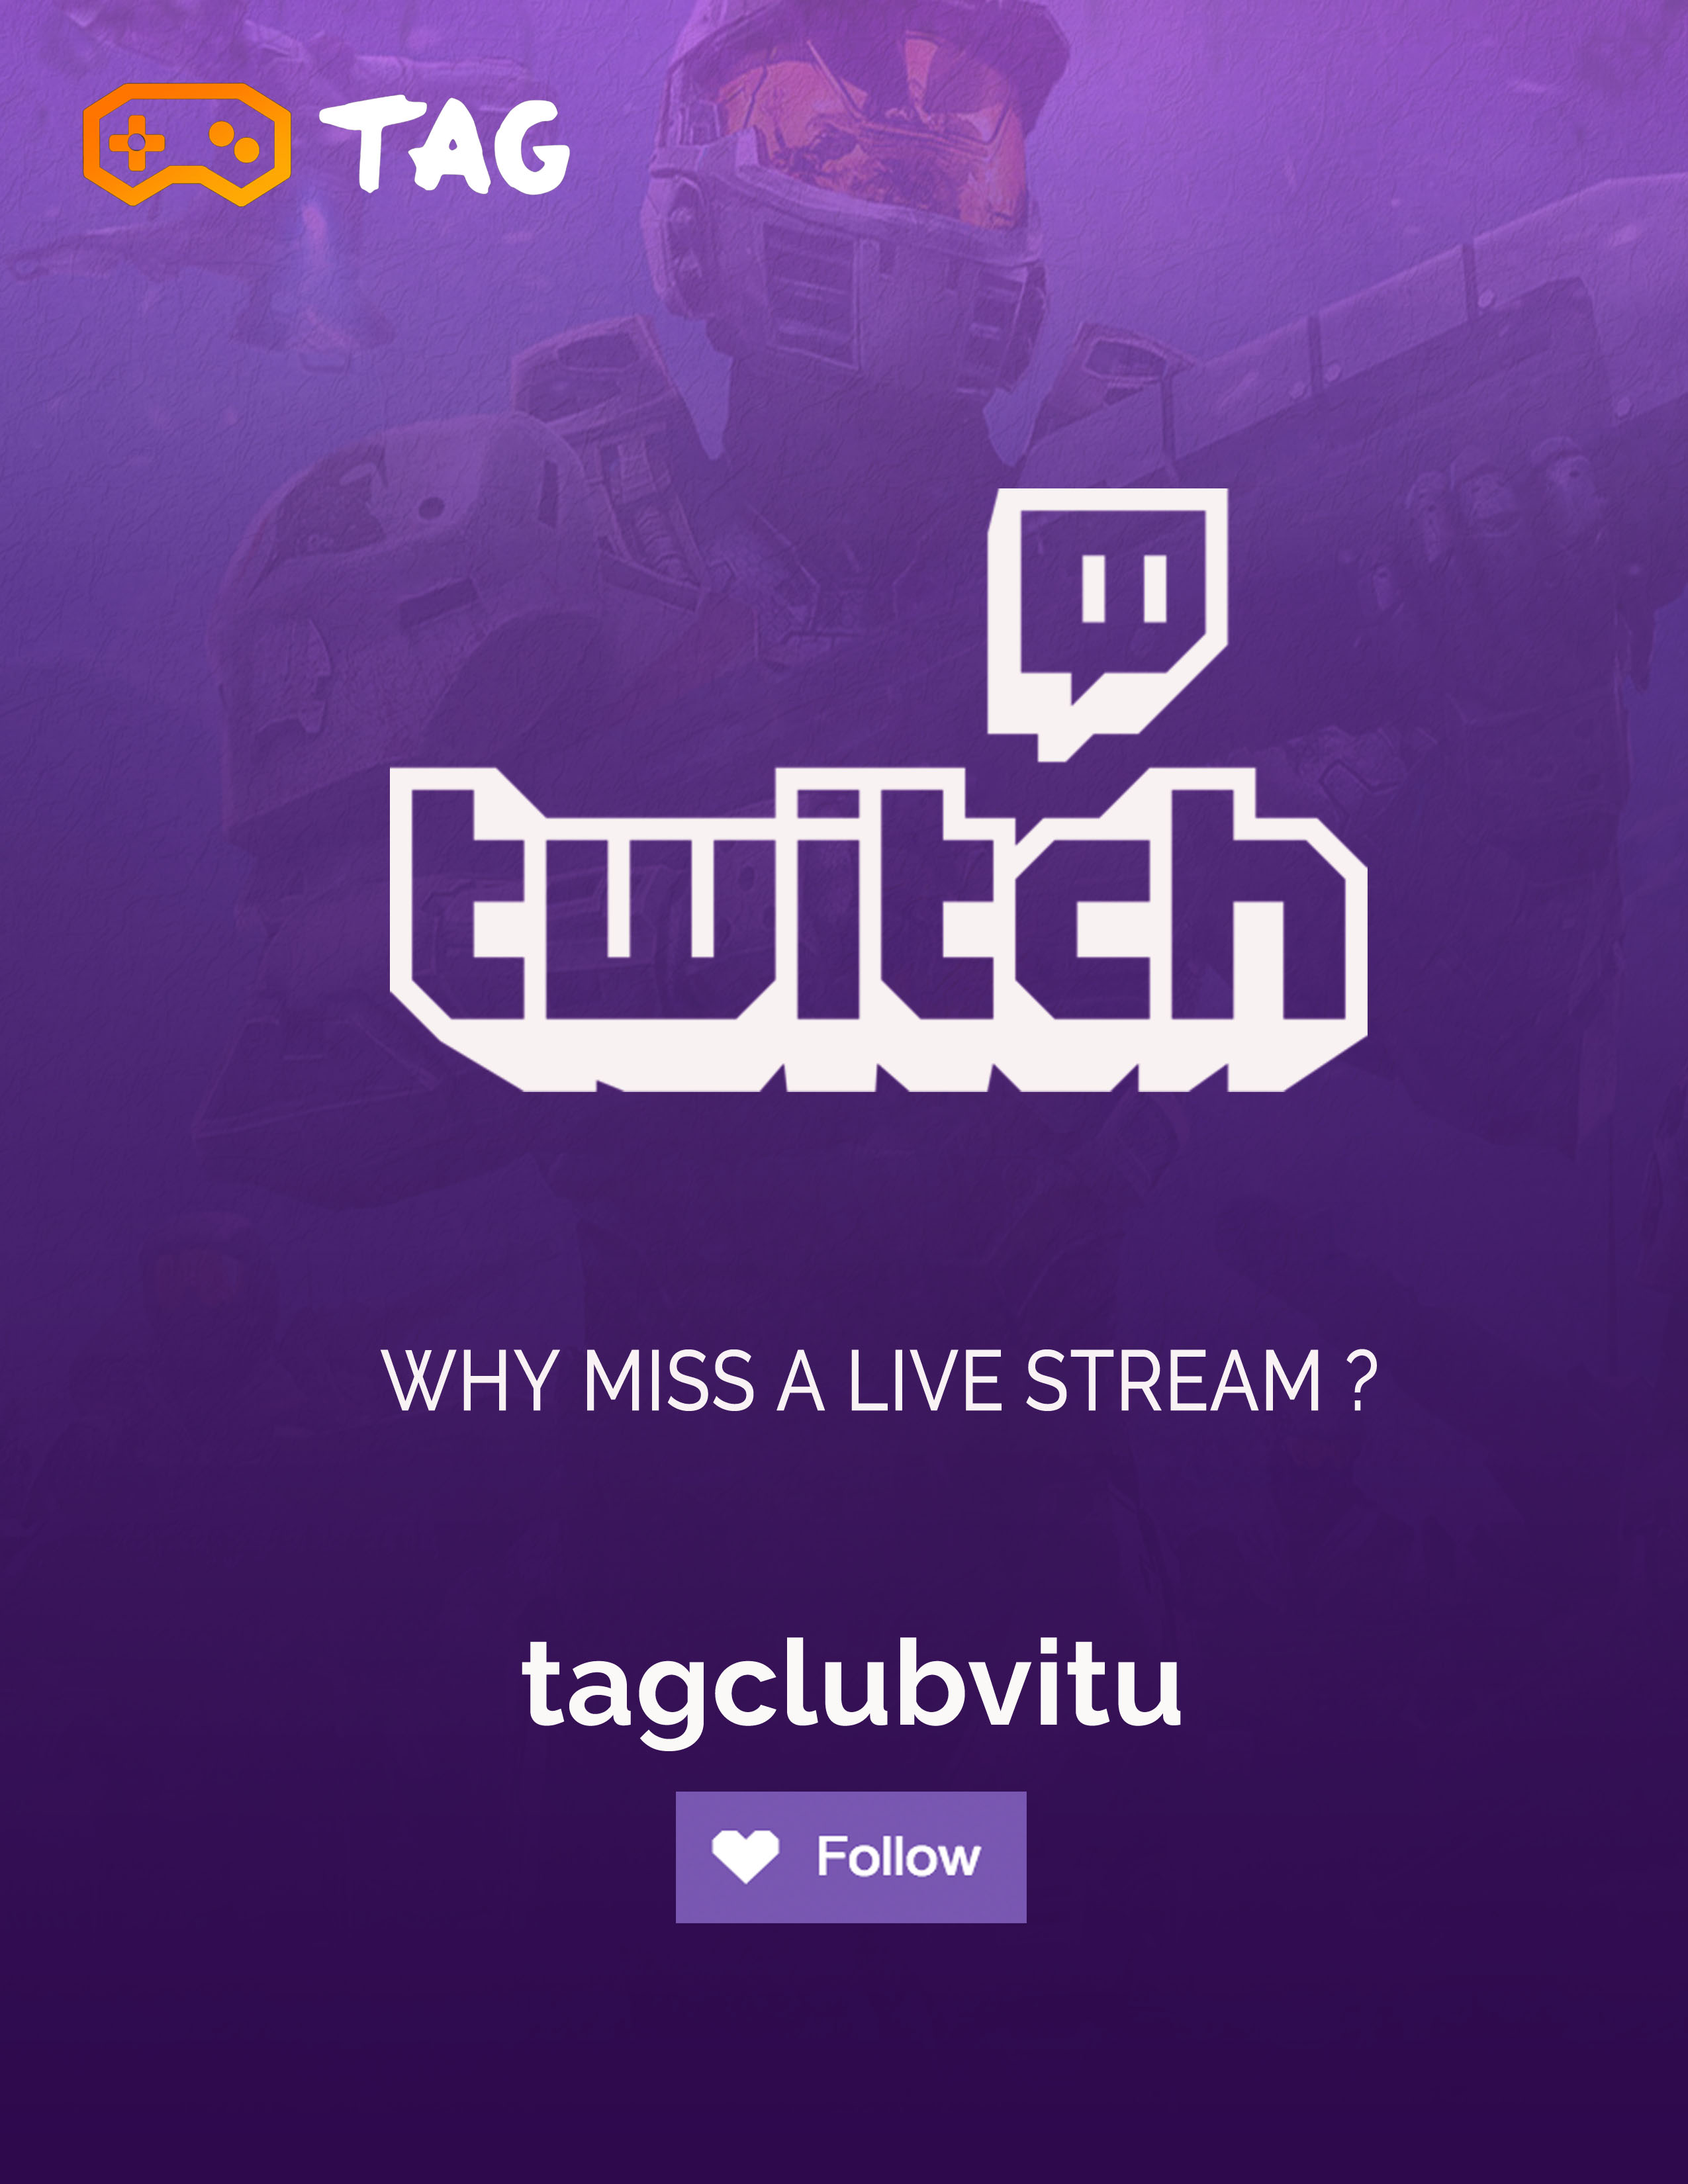 TAG
twitch
WHY MISS A LIVE STREAM ?
tagclubvitu
Follow